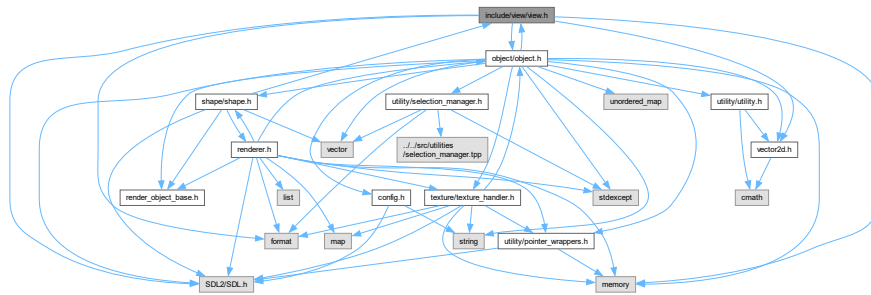 include/view/view.h
object/object.h
shape/shape.h
utility/selection_manager.h
unordered_map
utility/utility.h
renderer.h
vector
../../src/utilities
/selection_manager.tpp
vector2d.h
render_object_base.h
list
config.h
texture/texture_handler.h
stdexcept
cmath
format
map
string
utility/pointer_wrappers.h
SDL2/SDL.h
memory